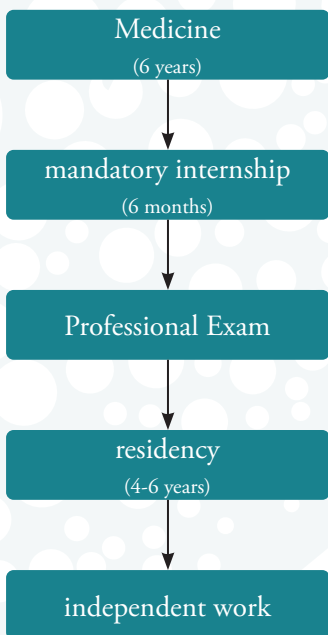 Medicine
(6 years)
mandatory internship
(6 months)
Professional Exam
residency
(4-6 years)
independent work